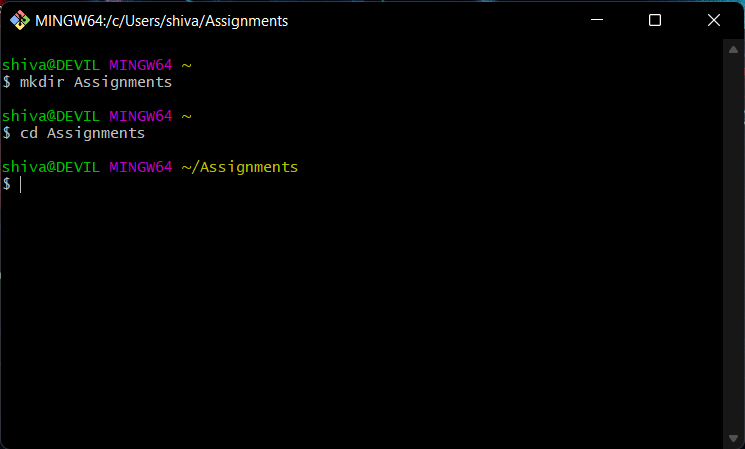 MINGW64:/c/Users/shiva/Assignments
shiva@DEVIL MINGW64 ~
$ mkdir Assignments
shiva@DEVIL MINGW64 ~
$ cd Assignments
shiva@DEVIL MINGW64 ~/Assignments
$